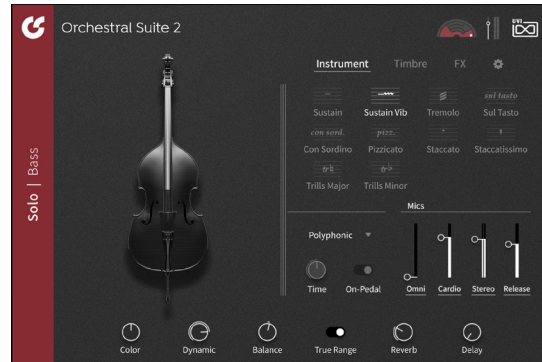 Orchestral Suite 2
UVI
Solo | Bass
Instrument Timbre FX
sul tasto
Sustain Sustain Vib Tremolo Sul Tasto
con sord. pizz.
Con Sordino Pizzicato Staccato Staccatissimo
tr♮ tr♭
Trills Major Trills Minor
Mics
Polyphonic
Time On-Pedal Omni Cardio Stereo Release
Color Dynamic Balance True Range Reverb Delay